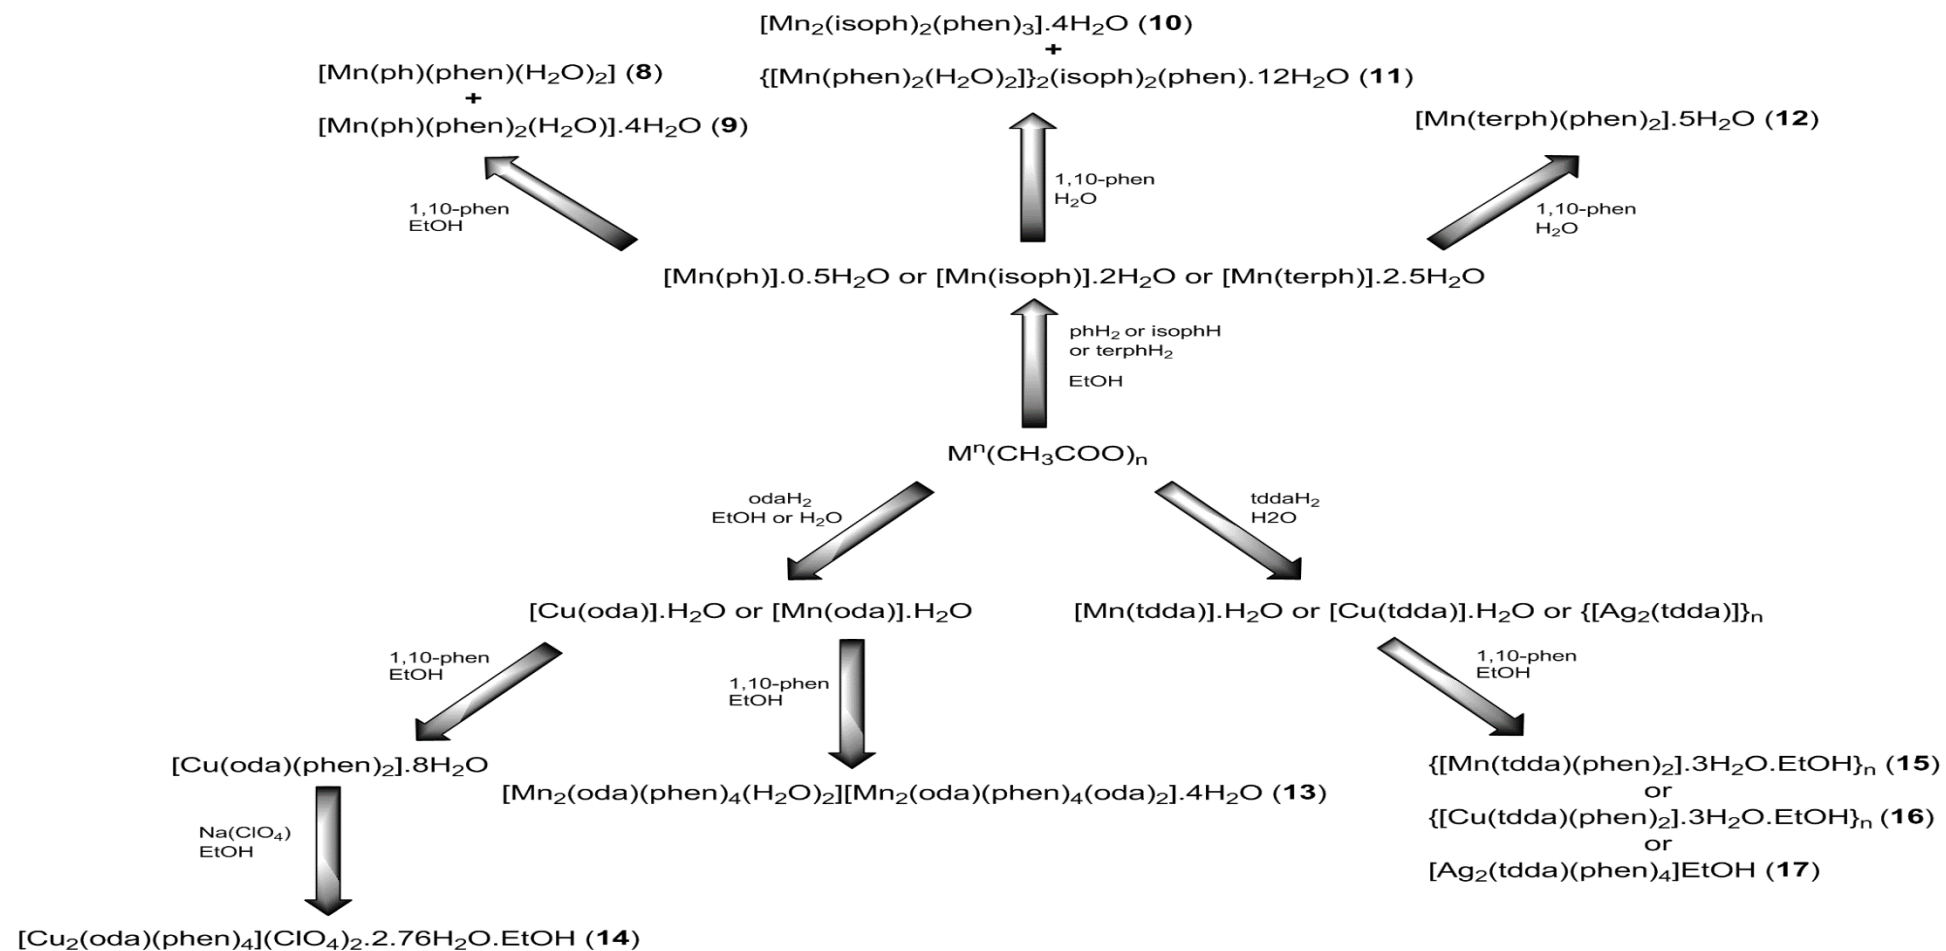 [Mn₂(isoph)₂(phen)₃].4H₂O (10)
+
{[Mn(phen)₂(H₂O)₂]}₂(isoph)₂(phen).12H₂O (11)
[Mn(ph)(phen)(H₂O)₂] (8)
+
[Mn(ph)(phen)₂(H₂O)].4H₂O (9)
[Mn(terph)(phen)₂].5H₂O (12)
1,10-phen
EtOH
1,10-phen
H₂O
1,10-phen
H₂O
[Mn(ph)].0.5H₂O or [Mn(isoph)].2H₂O or [Mn(terph)].2.5H₂O
phH₂ or isophH
or terphH₂
EtOH
Mⁿ(CH₃COO)ₙ
odaH₂
EtOH or H₂O
tddaH₂
H2O
[Cu(oda)].H₂O or [Mn(oda)].H₂O
[Mn(tdda)].H₂O or [Cu(tdda)].H₂O or {[Ag₂(tdda)]}ₙ
1,10-phen
EtOH
1,10-phen
EtOH
1,10-phen
EtOH
[Cu(oda)(phen)₂].8H₂O
[Mn₂(oda)(phen)₄(H₂O)₂][Mn₂(oda)(phen)₄(oda)₂].4H₂O (13)
{[Mn(tdda)(phen)₂].3H₂O.EtOH}ₙ (15)
or
{[Cu(tdda)(phen)₂].3H₂O.EtOH}ₙ (16)
or
[Ag₂(tdda)(phen)₄]EtOH (17)
Na(ClO₄)
EtOH
[Cu₂(oda)(phen)₄](ClO₄)₂.2.76H₂O.EtOH (14)